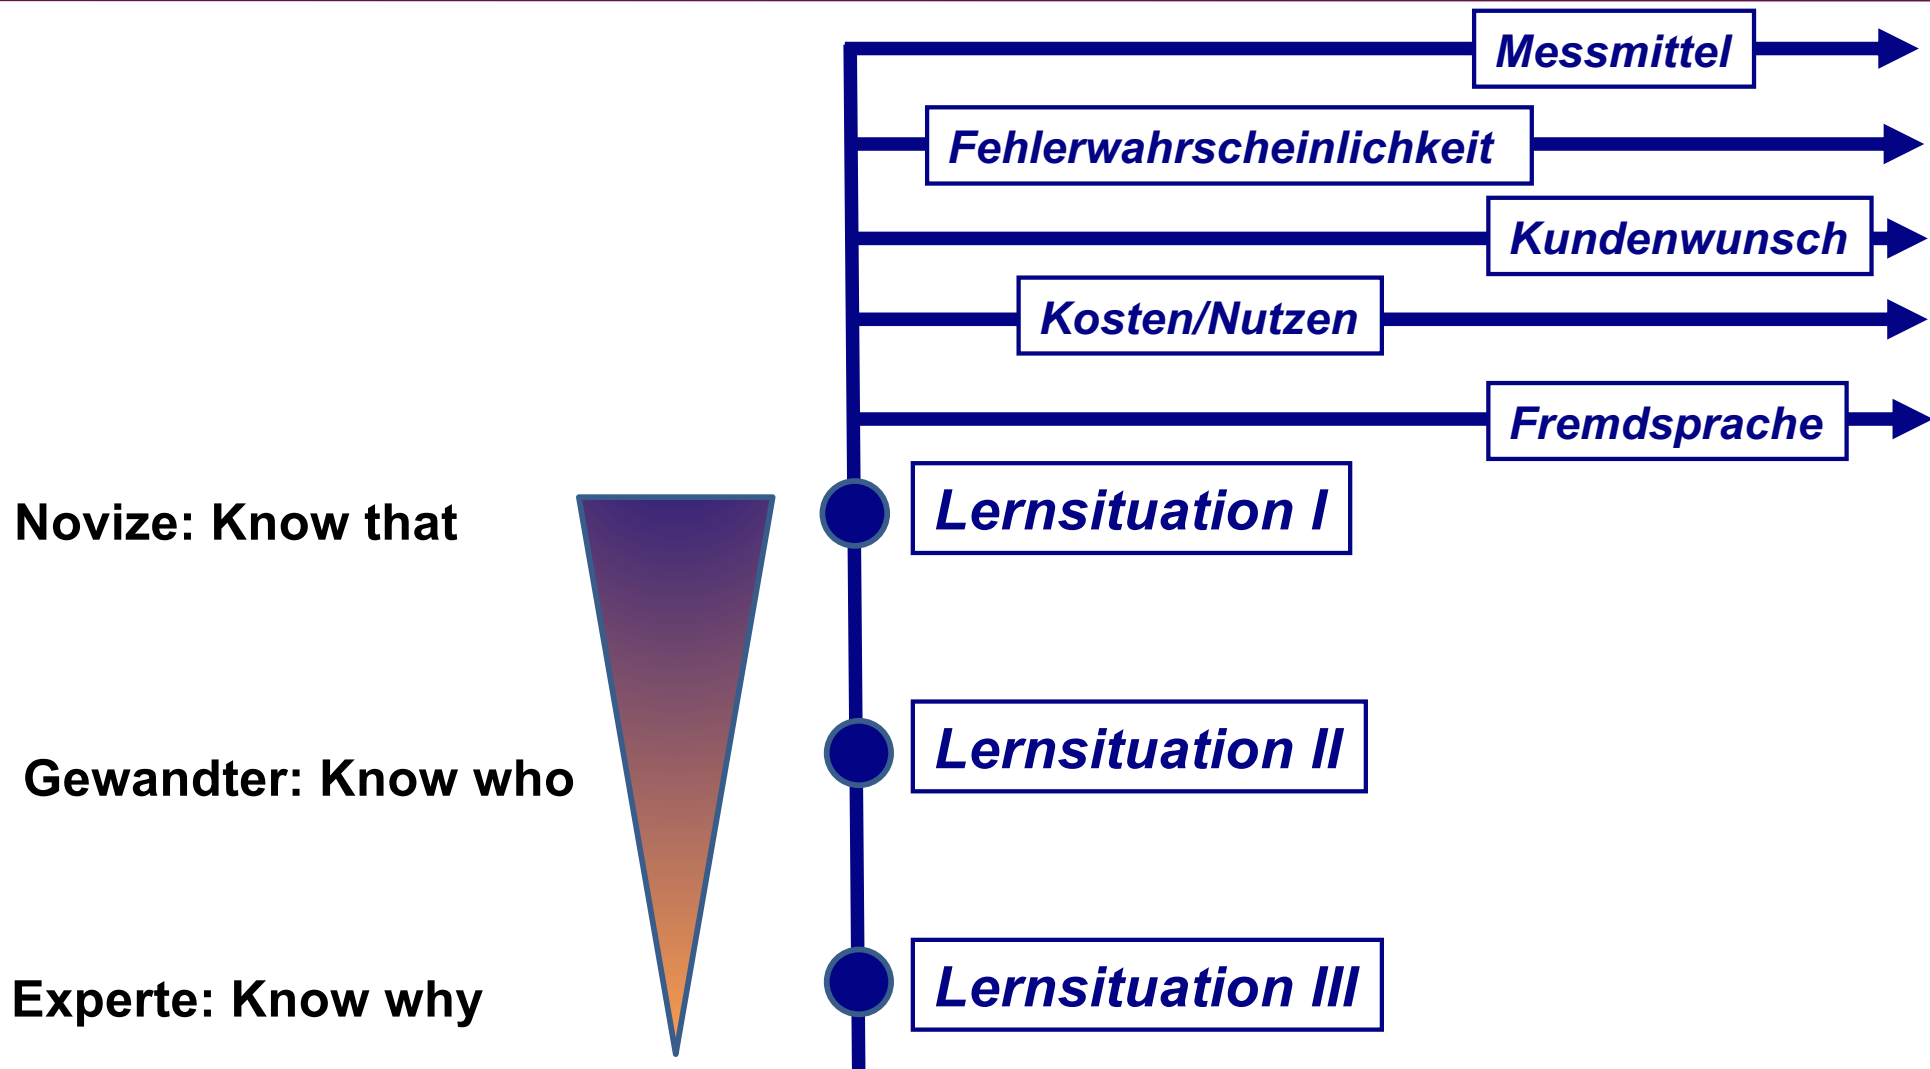 Messmittel
Fehlerwahrscheinlichkeit
Kundenwunsch
Kosten/Nutzen
Fremdsprache
Novize: Know that
Lernsituation I
Gewandter: Know who
Lernsituation II
Experte: Know why
Lernsituation III